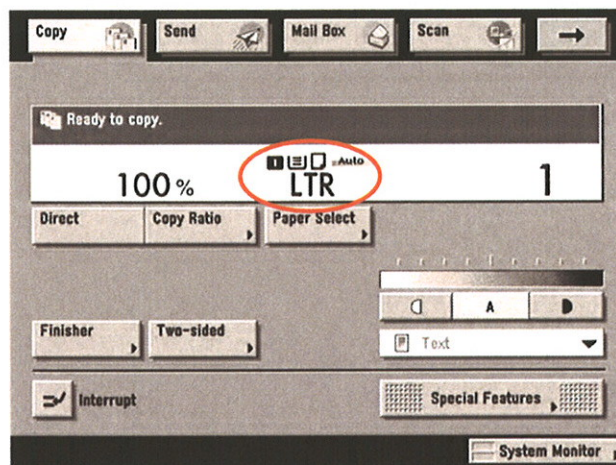 Copy Send Mail Box Scan
Ready to copy.
1 Auto
100% LTR 1
Direct Copy Ratio Paper Select
A
Finisher Two-sided
Text
Interrupt Special Features
System Monitor